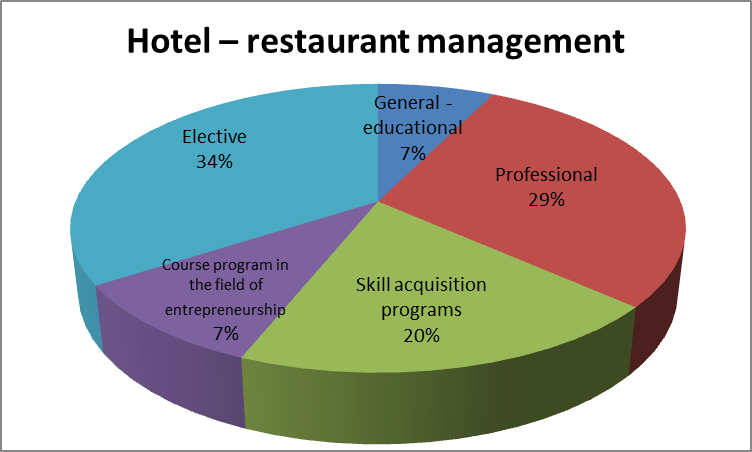 Hotel – restaurant management
General -
educational
7%
Professional
29%
Skill acquisition
programs
20%
Course program in
the field of
entrepreneurship
7%
Elective
34%